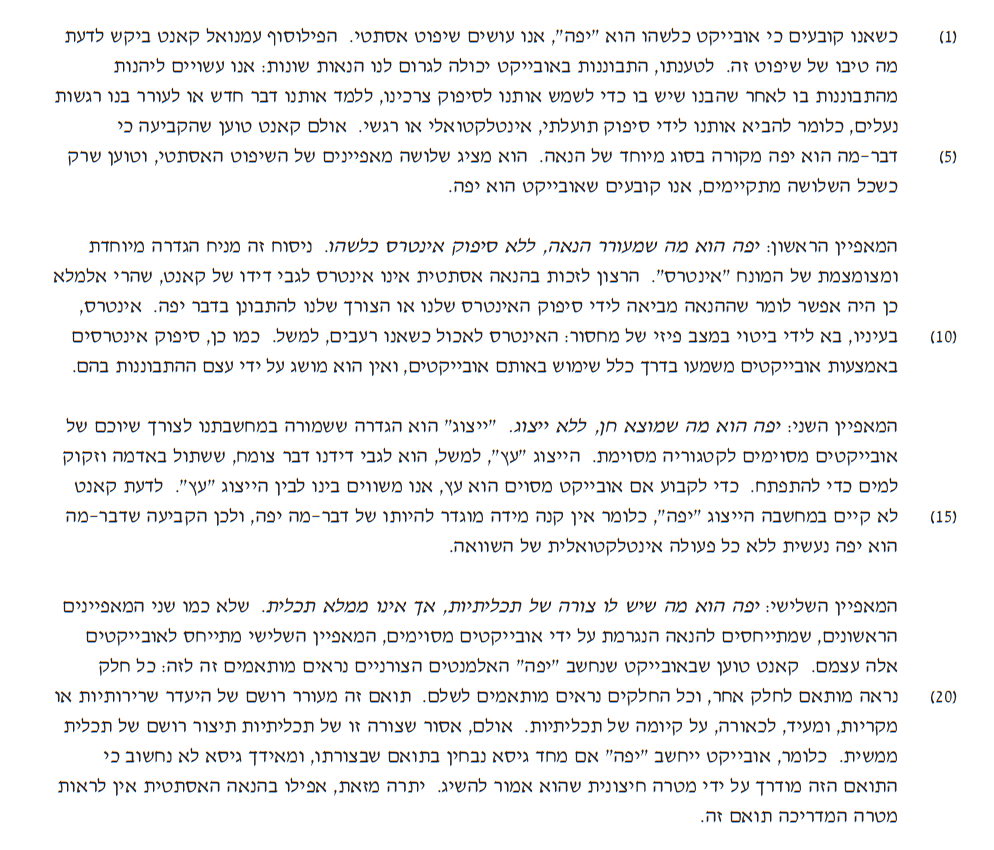 (1) כשאנו קובעים כי אובייקט כלשהו הוא "יפה", אנו עושים שיפוט אסתטי. הפילוסוף עמנואל קאנט ביקש לדעת
מה טיבו של שיפוט זה. לטענתו, התבוננות באובייקט יכולה לגרום לנו הנאות שונות: אנו עשויים ליהנות
מהתבוננות בו לאחר שהבנו שיש בו כדי לשמש אותנו לסיפוק צרכינו, ללמד אותנו דבר חדש או לעורר בנו רגשות
נעלים, כלומר להביא אותנו לידי סיפוק תועלתי, אינטלקטואלי או רגשי. אולם קאנט טוען שהקביעה כי
(5) דבר-מה הוא יפה מקורה בסוג מיוחד של הנאה. הוא מציג שלושה מאפיינים של השיפוט האסתטי, וטוען שרק
כשכל השלושה מתקיימים, אנו קובעים שאובייקט הוא יפה.
המאפיין הראשון: יפה הוא מה שמעורר הנאה, ללא סיפוק אינטרס כלשהו. ניסוח זה מניח הגדרה מיוחדת
ומצומצמת של המונח "אינטרס". הרצון לזכות בהנאה אסתטית אינו אינטרס לגבי דידו של קאנט, שהרי אלמלא
כן היה אפשר לומר שההנאה מביאה לידי סיפוק האינטרס שלנו או הצורך שלנו להתבונן בדבר יפה. אינטרס,
(10) בעיניו, בא לידי ביטוי במצב פיזי של מחסור: האינטרס לאכול כשאנו רעבים, למשל. כמו כן, סיפוק אינטרסים
באמצעות אובייקטים משמעו בדרך כלל שימוש באותם אובייקטים, ואין הוא מושג על ידי עצם ההתבוננות בהם.
המאפיין השני: יפה הוא מה שמוצא חן, ללא ייצוג. "ייצוג" הוא הגדרה ששמורה במחשבתנו לצורך שיוכם של
אובייקטים מסוימים לקטגוריה מסוימת. הייצוג "עץ", למשל, הוא לגבי דידנו דבר צומח, ששתול באדמה וזקוק
למים כדי להתפתח. כדי לקבוע אם אובייקט מסוים הוא עץ, אנו משווים בינו לבין הייצוג "עץ". לדעת קאנט
(15) לא קיים במחשבה הייצוג "יפה", כלומר אין קנה מידה מוגדר להיותו של דבר-מה יפה, ולכן הקביעה שדבר-מה
הוא יפה נעשית ללא כל פעולה אינטלקטואלית של השוואה.
המאפיין השלישי: יפה הוא מה שיש לו צורה של תכליתיות, אך אינו ממלא תכלית. שלא כמו שני המאפיינים
הראשונים, שמתייחסים להנאה הנגרמת על ידי אובייקטים מסוימים, המאפיין השלישי מתייחס לאובייקטים
אלה עצמם. קאנט טוען שבאובייקט שנחשב "יפה" האלמנטים הצורניים נראים מותאמים זה לזה: כל חלק
(20) נראה מותאם לחלק אחר, וכל החלקים נראים מותאמים לשלם. תואם זה מעורר רושם של היעדר שרירותיות או
מקריות, ומעיד, לכאורה, על קיומה של תכליתיות. אולם, אסור שצורה זו של תכליתיות תיצור רושם של תכלית
ממשית. כלומר, אובייקט ייחשב "יפה" אם מחד גיסא נבחין בתואם שבצורתו, ומאידך גיסא לא נחשוב כי
התואם הזה מודרך על ידי מטרה חיצונית שהוא אמור להשיג. יתרה מזאת, אפילו בהנאה האסתטית אין לראות
מטרה המדריכה תואם זה.